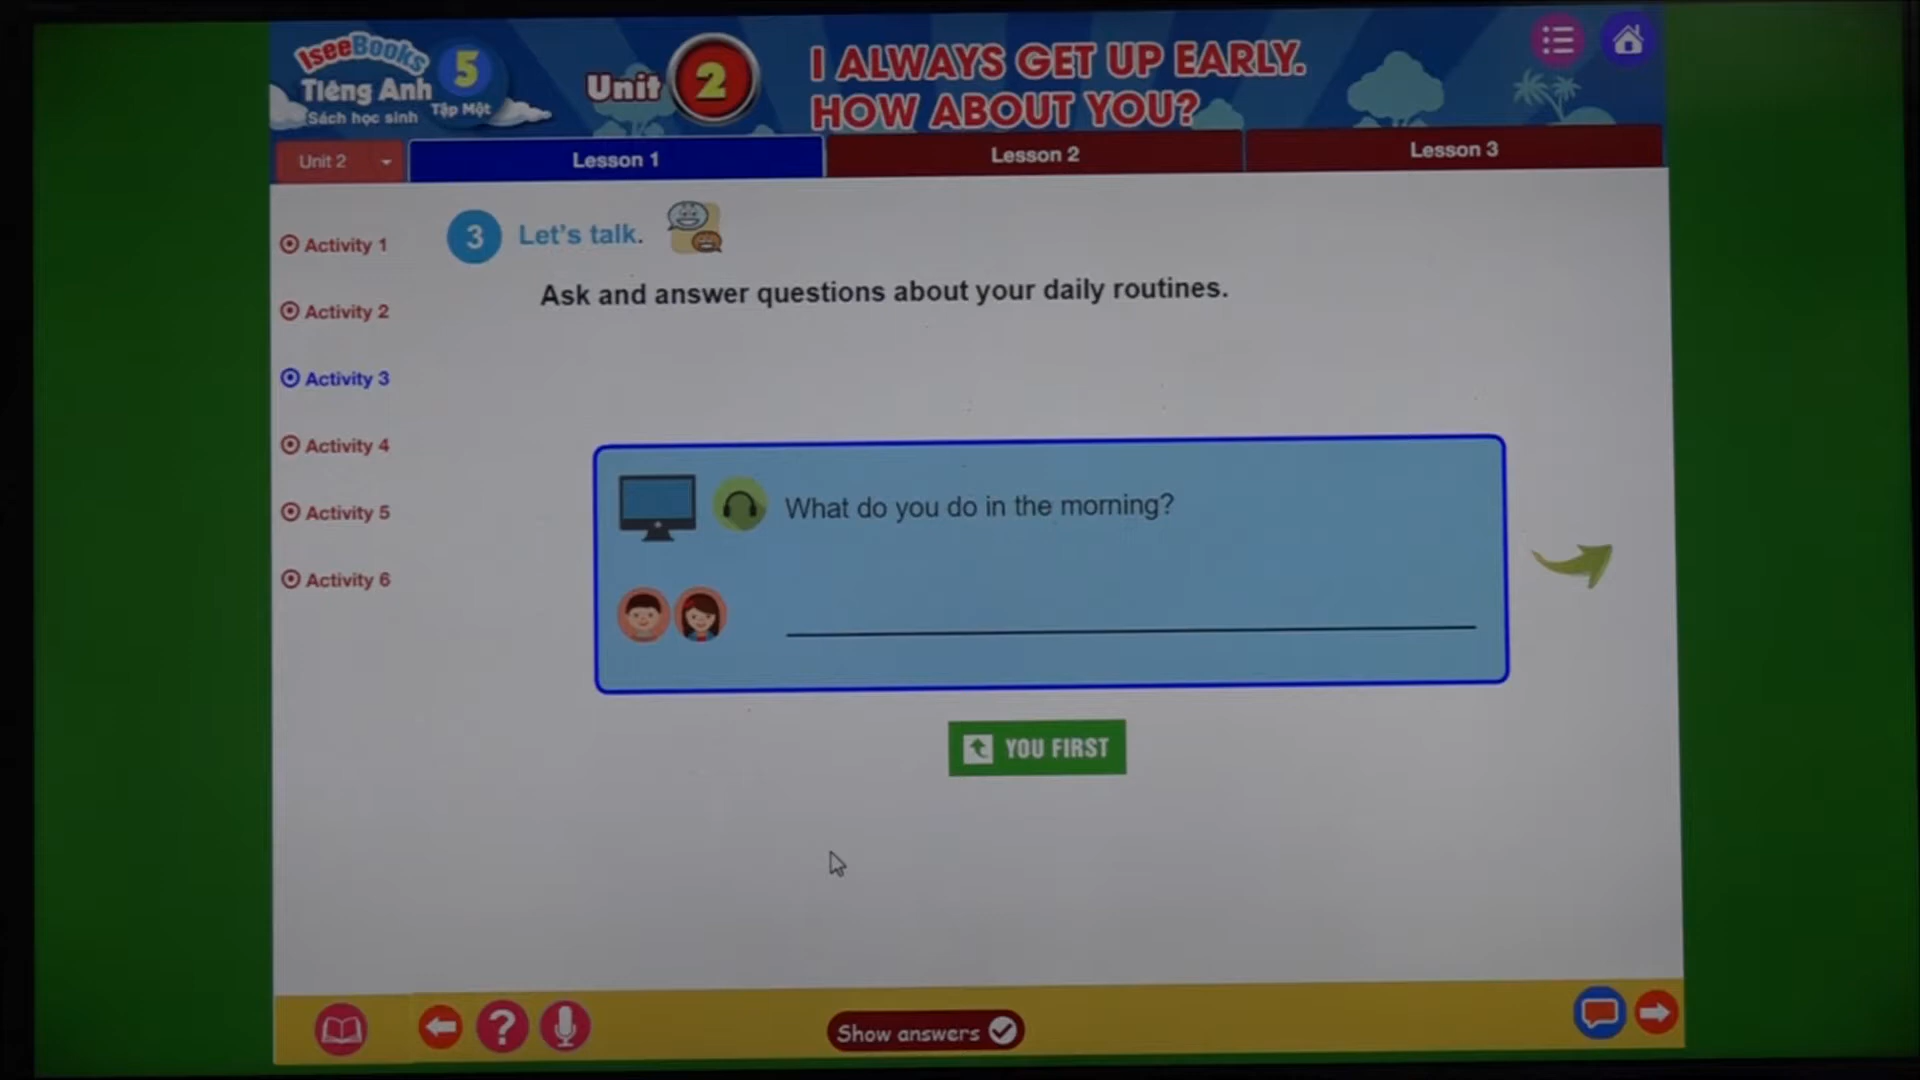 IseeBooks
Tiếng Anh 5
Sách học sinh Tập Một
Unit 2
I ALWAYS GET UP EARLY.
HOW ABOUT YOU?
Unit 2
Lesson 1
Lesson 2
Lesson 3
Activity 1
Activity 2
Activity 3
Activity 4
Activity 5
Activity 6
3 Let's talk.
Ask and answer questions about your daily routines.
What do you do in the morning?
YOU FIRST
?
Show answers